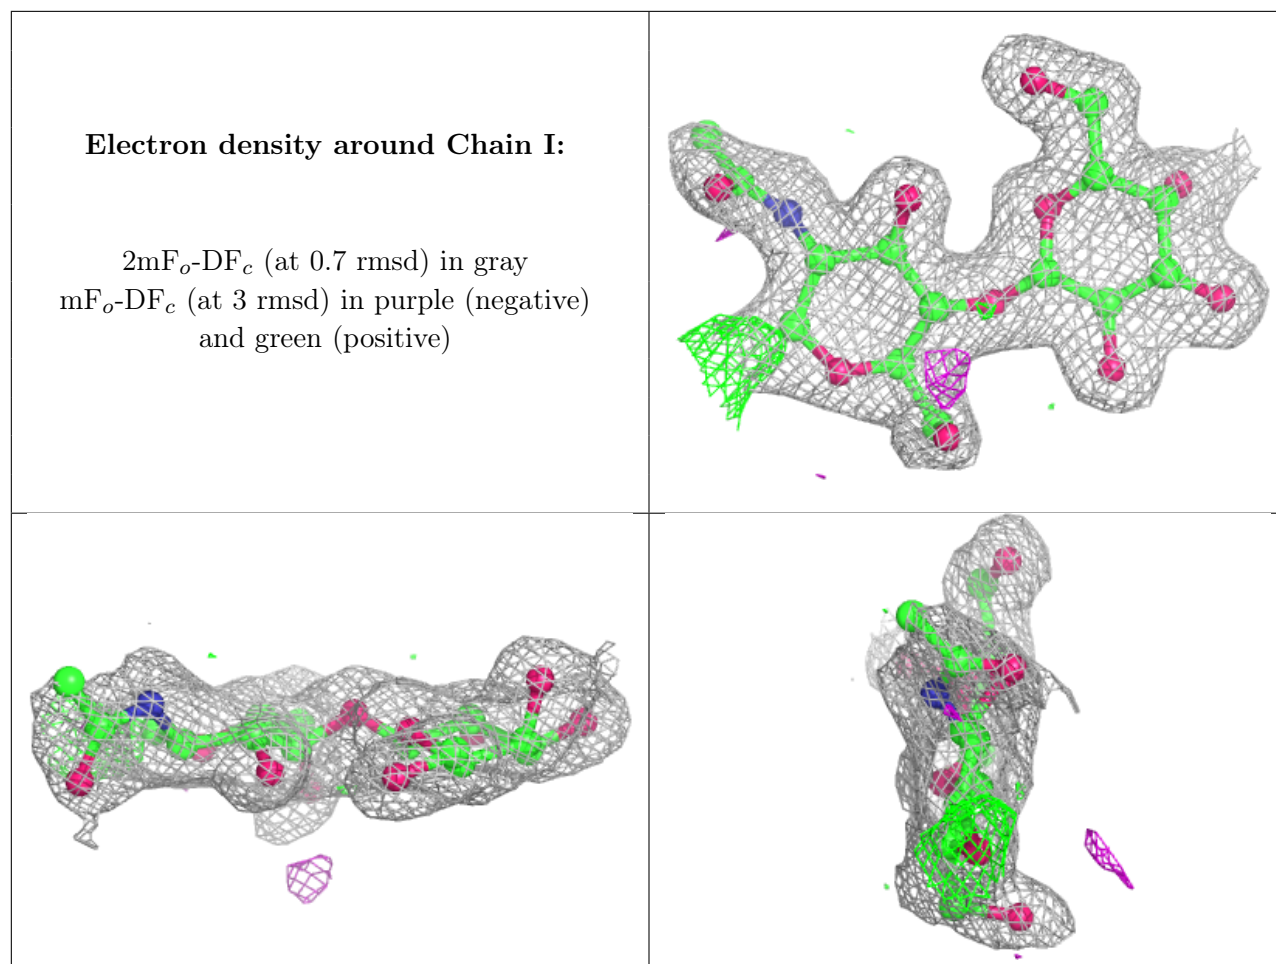 Electron density around Chain I:
2mFₒ-DF𝒸 (at 0.7 rmsd) in gray
mFₒ-DF𝒸 (at 3 rmsd) in purple (negative)
and green (positive)